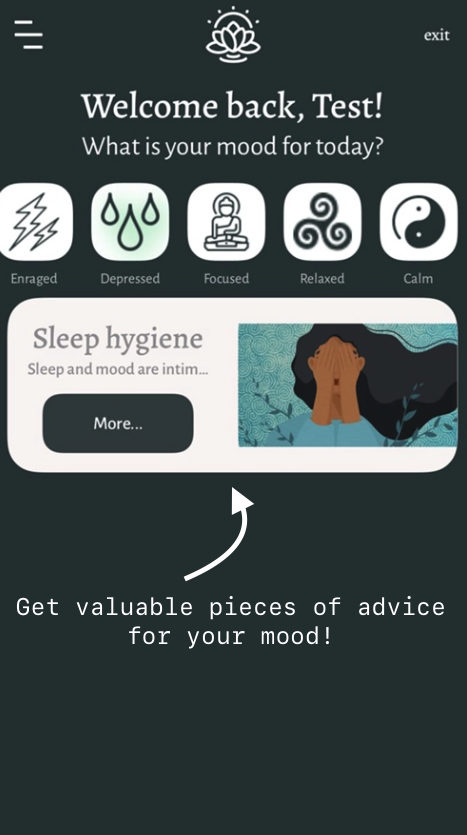 exit
Welcome back, Test!
What is your mood for today?
Enraged
Depressed
Focused
Relaxed
Calm
Sleep hygiene
Sleep and mood are intim...
More...
Get valuable pieces of advice
for your mood!